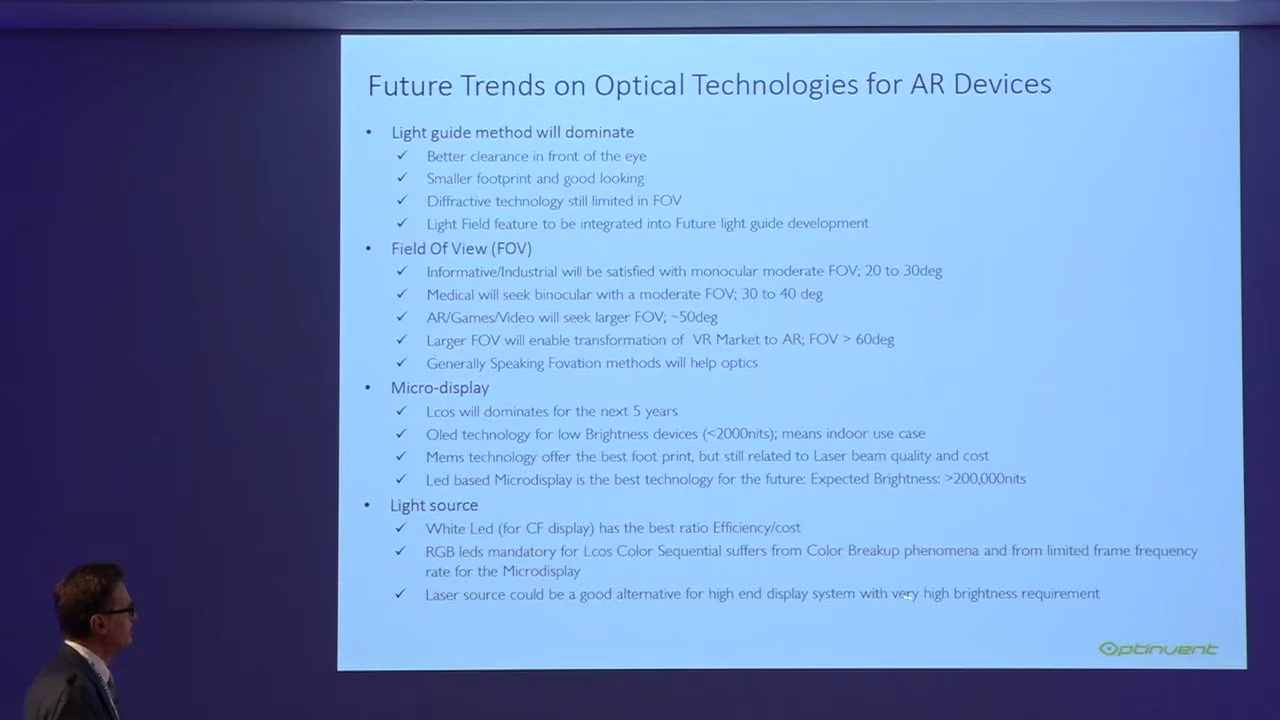 Future Trends on Optical Technologies for AR Devices
• Light guide method will dominate
✓ Better clearance in front of the eye
✓ Smaller footprint and good looking
✓ Diffractive technology still limited in FOV
✓ Light Field feature to be integrated into Future light guide development
• Field Of View (FOV)
✓ Informative/Industrial will be satisfied with monocular moderate FOV; 20 to 30deg
✓ Medical will seek binocular with a moderate FOV; 30 to 40 deg
✓ AR/Games/Video will seek larger FOV; ~50deg
✓ Larger FOV will enable transformation of VR Market to AR; FOV > 60deg
✓ Generally Speaking Fovation methods will help optics
• Micro-display
✓ Lcos will dominates for the next 5 years
✓ Oled technology for low Brightness devices (<2000nits); means indoor use case
✓ Mems technology offer the best foot print, but still related to Laser beam quality and cost
✓ Led based Microdisplay is the best technology for the future: Expected Brightness: >200,000nits
• Light source
✓ White Led (for CF display) has the best ratio Efficiency/cost
✓ RGB leds mandatory for Lcos Color Sequential suffers from Color Breakup phenomena and from limited frame frequency
rate for the Microdisplay
✓ Laser source could be a good alternative for high end display system with very high brightness requirement
Optinvent